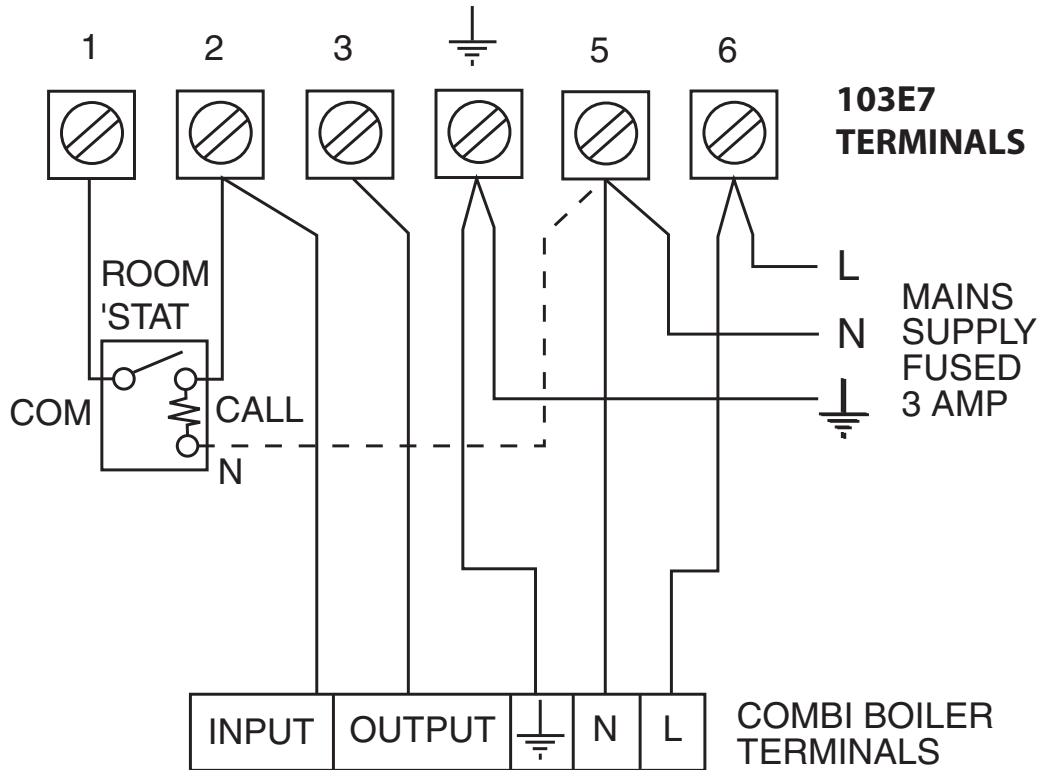 1 2 3 5 6
103E7
TERMINALS
ROOM
'STAT
COM
CALL
N
L
N
MAINS
SUPPLY
FUSED
3 AMP
INPUT OUTPUT N L
COMBI BOILER
TERMINALS